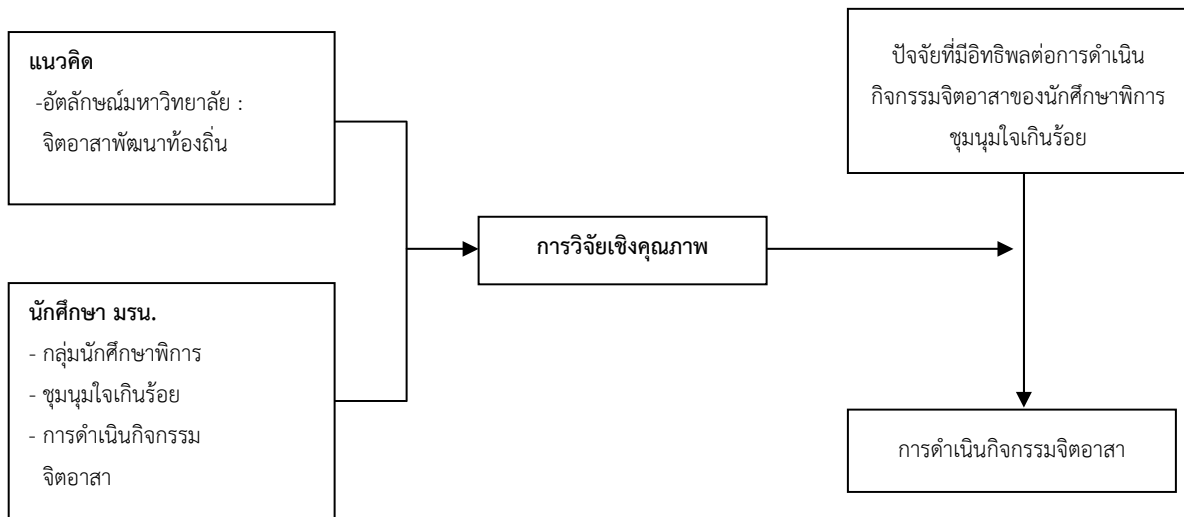 แนวคิด
-อัตลักษณ์มหาวิทยาลัย :
จิตอาสาพัฒนาท้องถิ่น
นักศึกษา มรน.
- กลุ่มนักศึกษาพิการ
- ชุมนุมใจเกินร้อย
- การดำเนินกิจกรรม
จิตอาสา
การวิจัยเชิงคุณภาพ
ปัจจัยที่มีอิทธิพลต่อการดำเนิน
กิจกรรมจิตอาสาของนักศึกษาพิการ
ชุมนุมใจเกินร้อย
การดำเนินกิจกรรมจิตอาสา